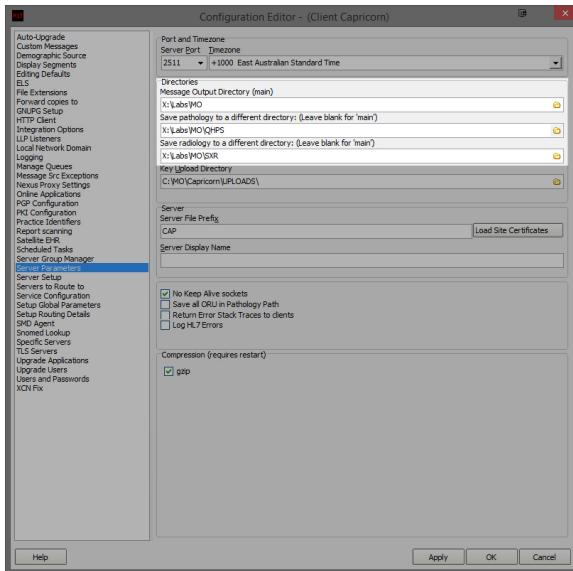 Configuration Editor - (Client Capricorn)
Auto-Upgrade
Custom Messages
Demographic Source
Display Segments
Editing Defaults
ELS
File Extensions
Forward copies to
GNUPG Setup
HTTP Client
Integration Options
LLP Listeners
Local Network Domain
Logging
Manage Queues
Message Src Exceptions
Nexus Proxy Settings
Online Applications
PGP Configuration
PKI Configuration
Practice Identifiers
Report scanning
Satellite EHR
Scheduled Tasks
Server Group Manager
Server Parameters
Server Setup
Servers to Route to
Service Configuration
Setup Global Parameters
Setup Routing Details
SMD Agent
Snomed Lookup
Specific Servers
TLS Servers
Upgrade Applications
Upgrade Users
Users and Passwords
XCN Fix
Port and Timezone
Server Port Timezone
2511 +1000 East Australian Standard Time
Directories
Message Output Directory (main)
X:\Labs\MO
Save pathology to a different directory: (Leave blank for 'main')
X:\Labs\MO\QHPS
Save radiology to a different directory: (Leave blank for 'main')
X:\Labs\MO\SXR
Key Upload Directory
C:\MO\Capricorn\UPLOADS\
Server
Server File Prefix
CAP Load Site Certificates
Server Display Name
No Keep Alive sockets
Save all ORU in Pathology Path
Return Error Stack Traces to clients
Log HL7 Errors
Compression (requires restart)
gzip
Help Apply OK Cancel